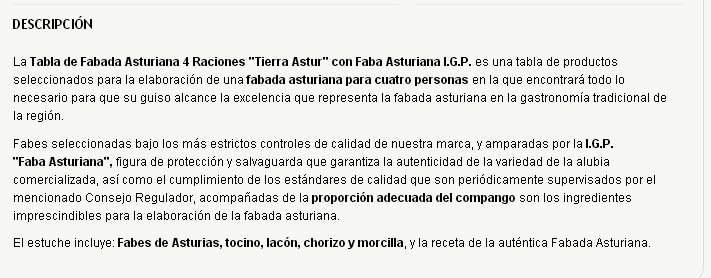 DESCRIPCIÓN
La Tabla de Fabada Asturiana 4 Raciones "Tierra Astur" con Faba Asturiana I.G.P. es una tabla de productos
seleccionados para la elaboración de una fabada asturiana para cuatro personas en la que encontrará todo lo
necesario para que su guiso alcance la excelencia que representa la fabada asturiana en la gastronomía tradicional de
la región.
Fabes seleccionadas bajo los más estrictos controles de calidad de nuestra marca, y amparadas por la I.G.P.
"Faba Asturiana", figura de protección y salvaguarda que garantiza la autenticidad de la variedad de la alubia
comercializada, así como el cumplimiento de los estándares de calidad que son periódicamente supervisados por el
mencionado Consejo Regulador, acompañadas de la proporción adecuada del compango son los ingredientes
imprescindibles para la elaboración de la fabada asturiana.
El estuche incluye: Fabes de Asturias, tocino, lacón, chorizo y morcilla, y la receta de la auténtica Fabada Asturiana.